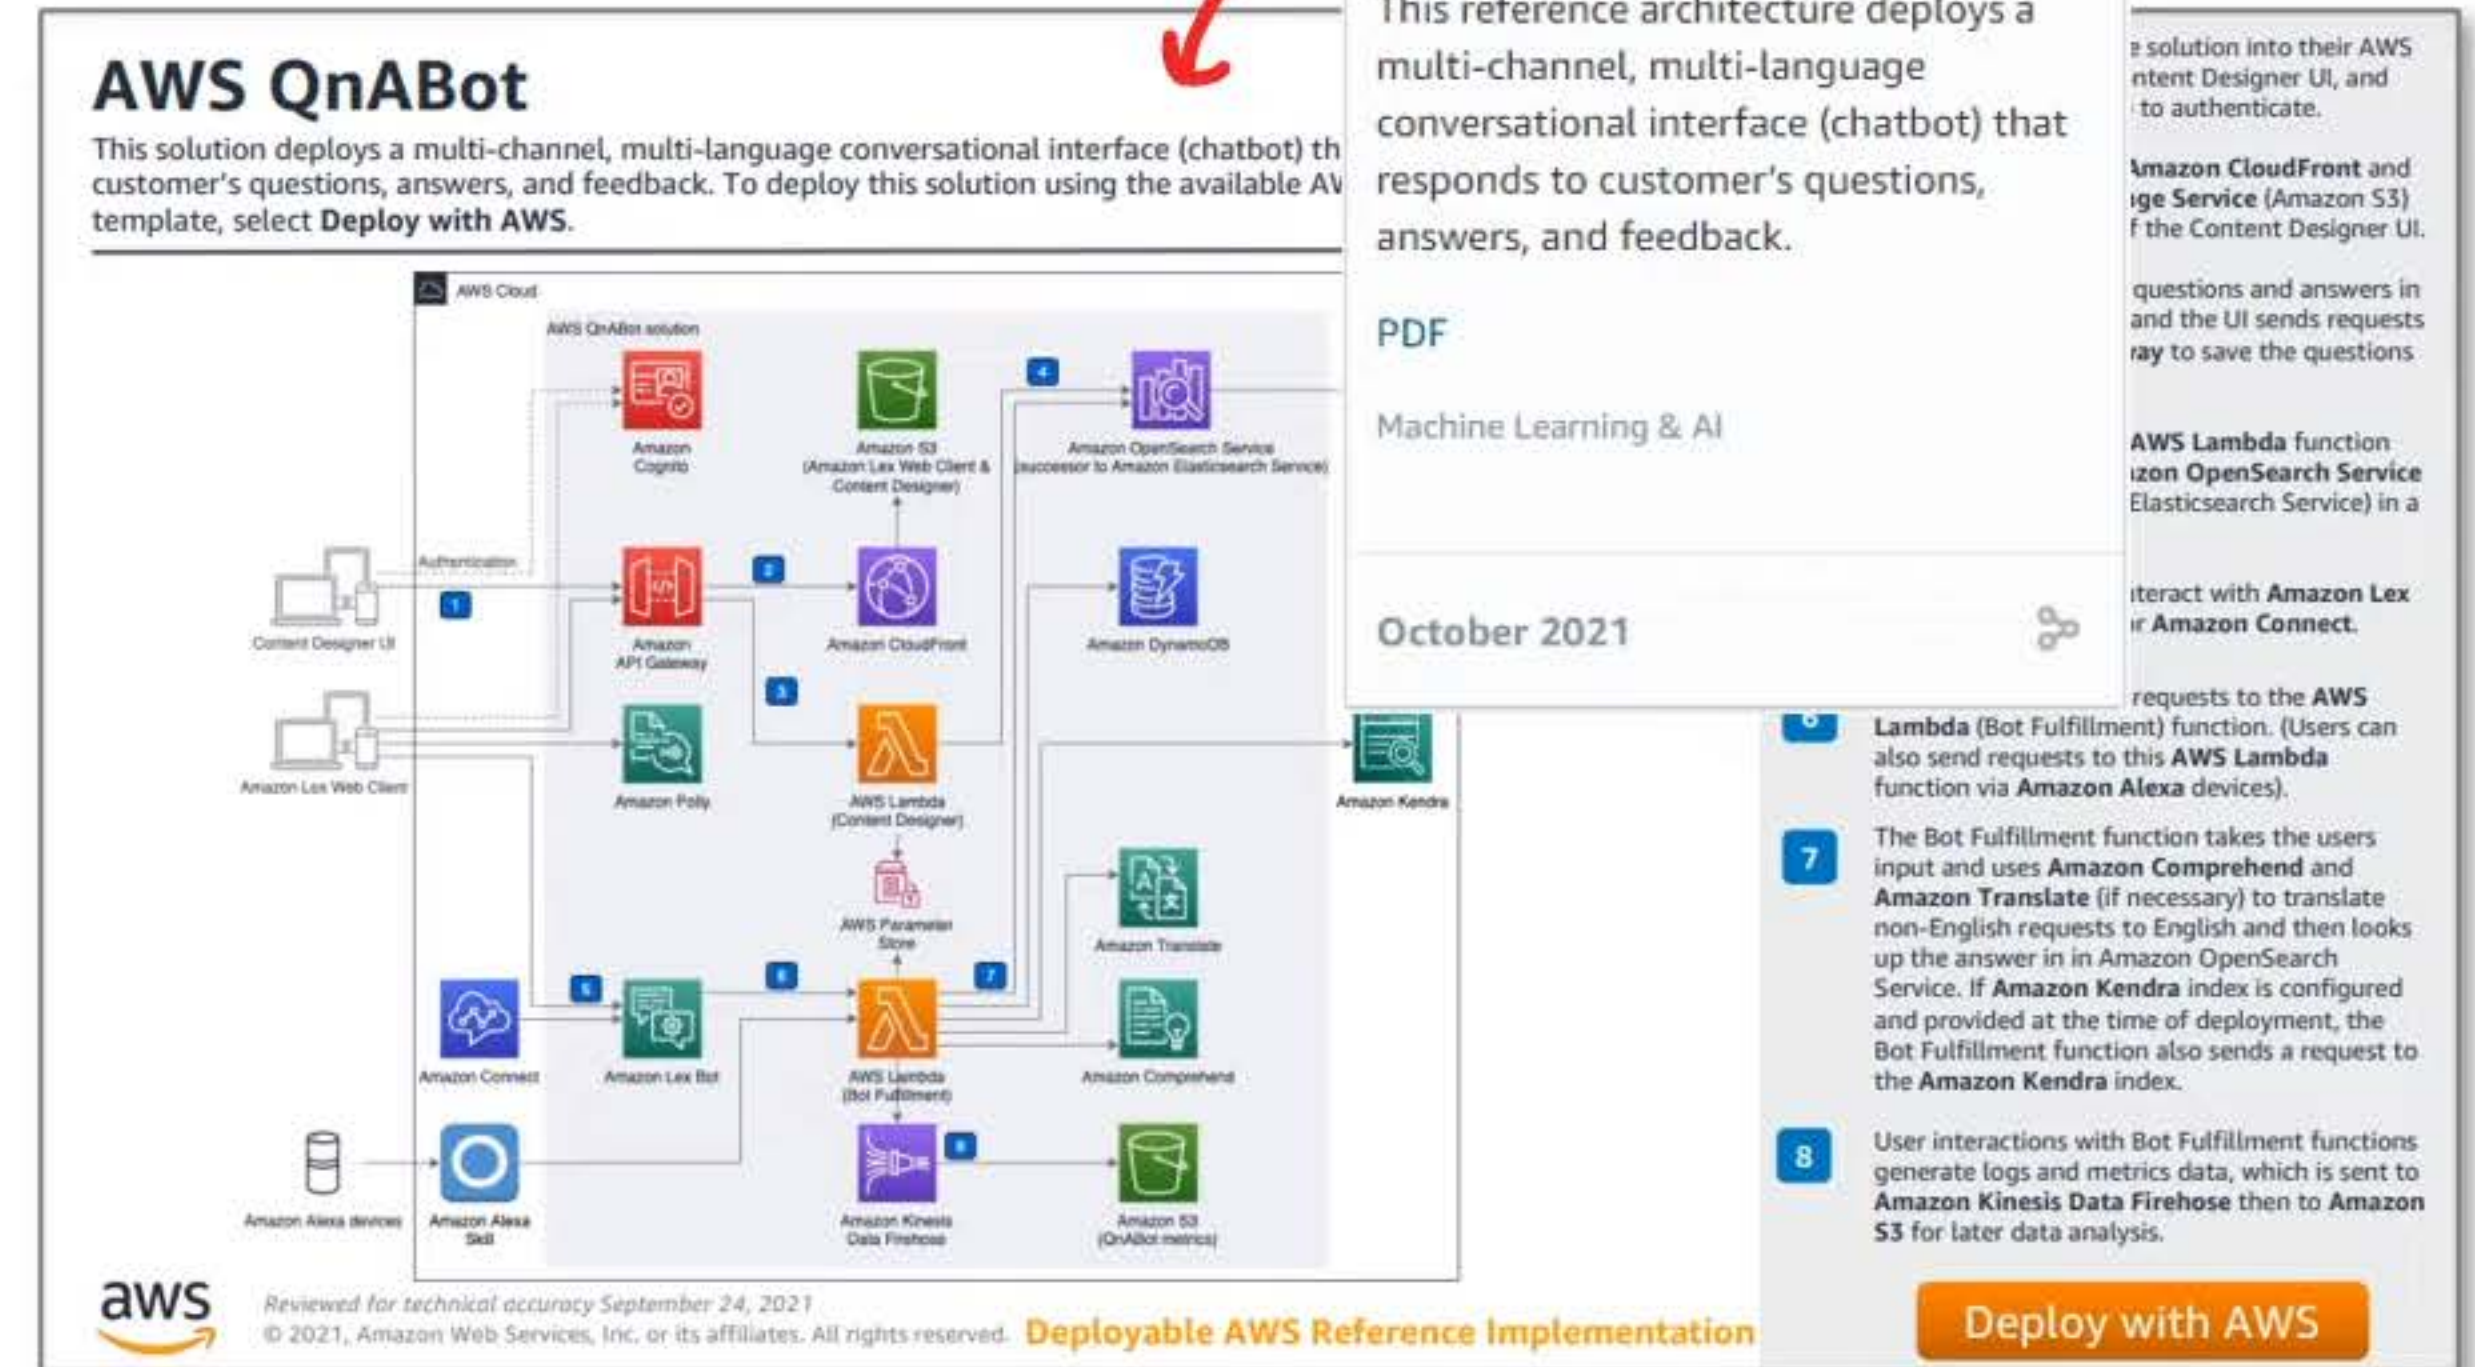 AWS QnABot
This solution deploys a multi-channel, multi-language conversational interface (chatbot) th
customer's questions, answers, and feedback. To deploy this solution using the available AW
template, select Deploy with AWS.
This reference architecture deploys a
multi-channel, multi-language
conversational interface (chatbot) that
responds to customer's questions,
answers, and feedback.
PDF
Machine Learning & AI
October 2021
AWS Cloud
AWS QnABot solution
Amazon
Cognito
Amazon S3
(Amazon Lex Web Client &
Content Designer)
4
Amazon OpenSearch Service
(successor to Amazon Elasticsearch Service)
Authentication
1
Content Designer UI
Amazon
API Gateway
2
Amazon CloudFront
Amazon DynamoDB
3
Amazon Lex Web Client
Amazon Polly
AWS Lambda
(Content Designer)
Amazon Kendra
AWS Parameter
Store
Amazon Translate
5
6
7
Amazon Connect
Amazon Lex Bot
AWS Lambda
(Bot Fulfillment)
Amazon Comprehend
8
Amazon Alexa devices
Amazon Alexa
Skill
Amazon Kinesis
Data Firehose
Amazon S3
(QnABot metrics)
e solution into their AWS
ntent Designer UI, and
to authenticate.
Amazon CloudFront and
ge Service (Amazon S3)
f the Content Designer UI.
questions and answers in
and the UI sends requests
ay to save the questions
AWS Lambda function
zon OpenSearch Service
Elasticsearch Service) in a
teract with Amazon Lex
r Amazon Connect.
6
requests to the AWS
Lambda (Bot Fulfillment) function. (Users can
also send requests to this AWS Lambda
function via Amazon Alexa devices).
7
The Bot Fulfillment function takes the users
input and uses Amazon Comprehend and
Amazon Translate (if necessary) to translate
non-English requests to English and then looks
up the answer in in Amazon OpenSearch
Service. If Amazon Kendra index is configured
and provided at the time of deployment, the
Bot Fulfillment function also sends a request to
the Amazon Kendra index.
8
User interactions with Bot Fulfillment functions
generate logs and metrics data, which is sent to
Amazon Kinesis Data Firehose then to Amazon
S3 for later data analysis.
aws
Reviewed for technical accuracy September 24, 2021
© 2021, Amazon Web Services, Inc. or its affiliates. All rights reserved.
Deployable AWS Reference Implementation
Deploy with AWS